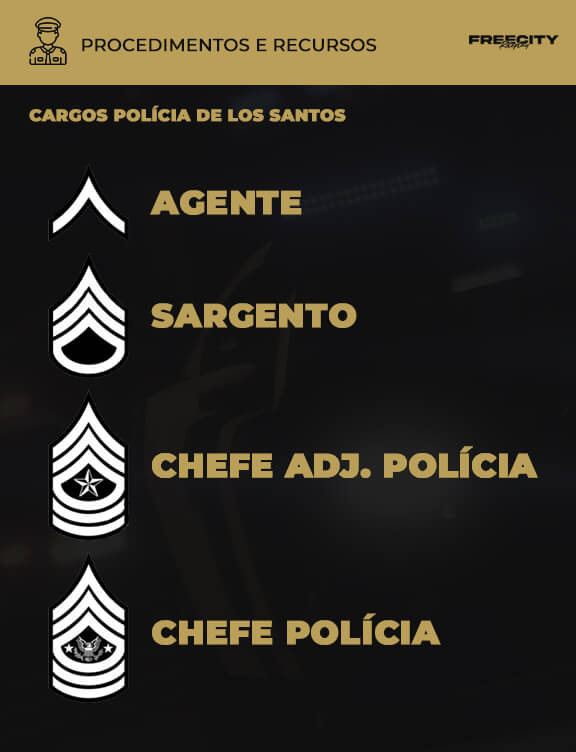 PROCEDIMENTOS E RECURSOS
FREECITY
CARGOS POLÍCIA DE LOS SANTOS
AGENTE
SARGENTO
CHEFE ADJ. POLÍCIA
CHEFE POLÍCIA